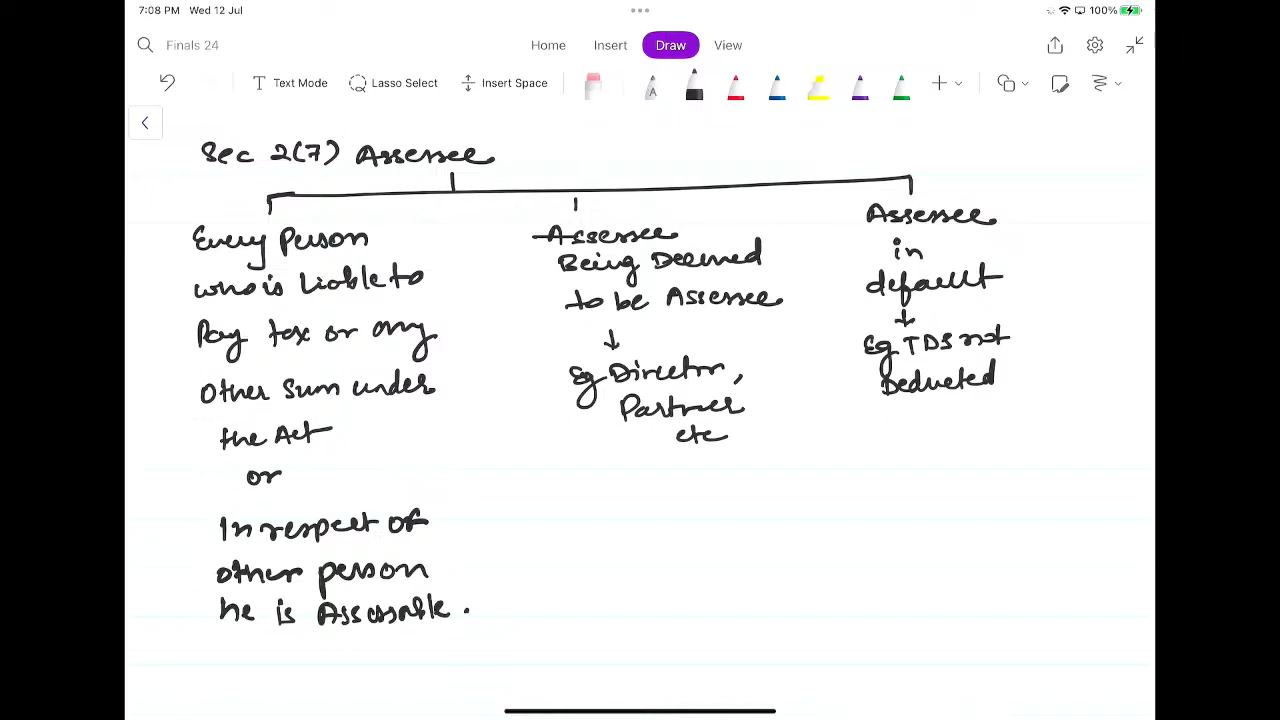 7:08 PM Wed 12 Jul
100%
Finals 24
Home Insert Draw View
Text Mode Lasso Select Insert Space
A
Sec 2(7) Assessee
Every Person
who is Liable to
Pay tax or any
Other Sum under
the Act
or
In respect of
other person
he is Assessable.
Assessee
Being Deemed
to be Assessee
Eg Director,
Partner
etc
Assessee
in
default
Eg TDS not
Deducted